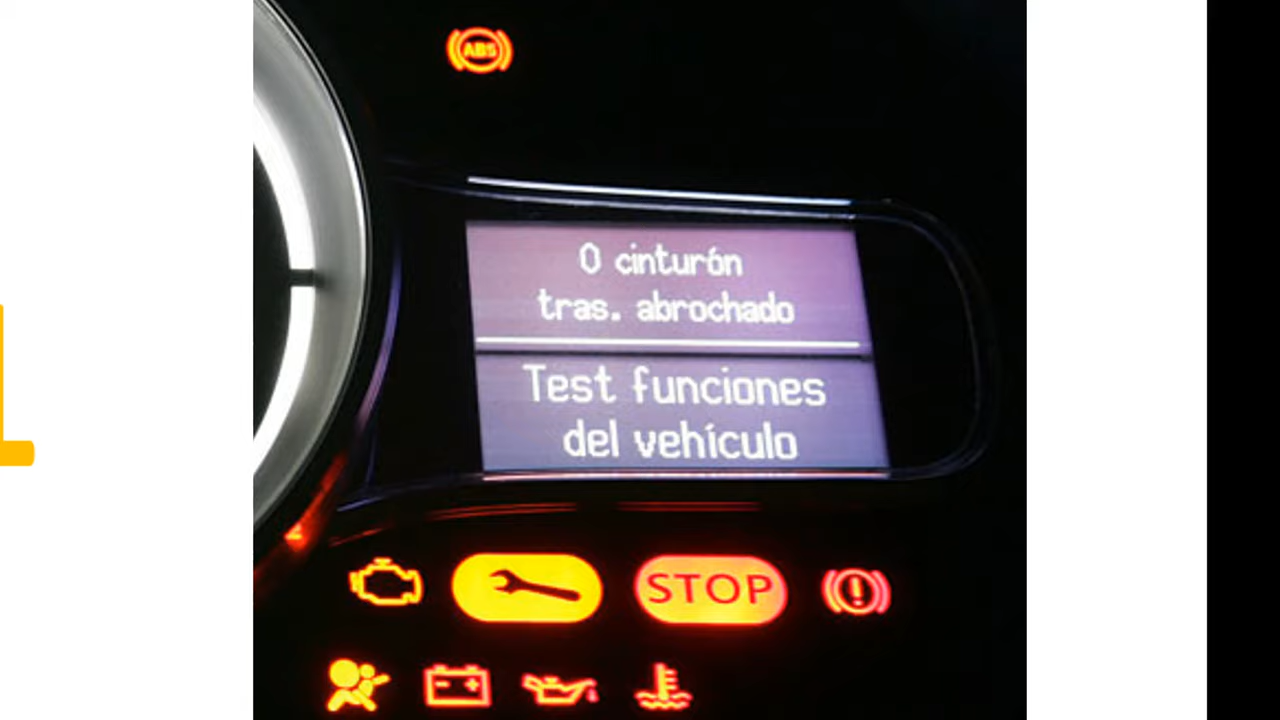 ABS
0 cinturón
tras. abrochado
Test funciones
del vehículo
STOP